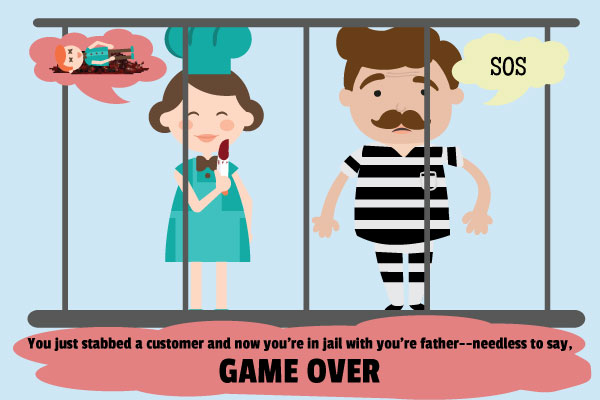 SOS
You just stabbed a customer and now you're in jail with you're father--needless to say,
GAME OVER